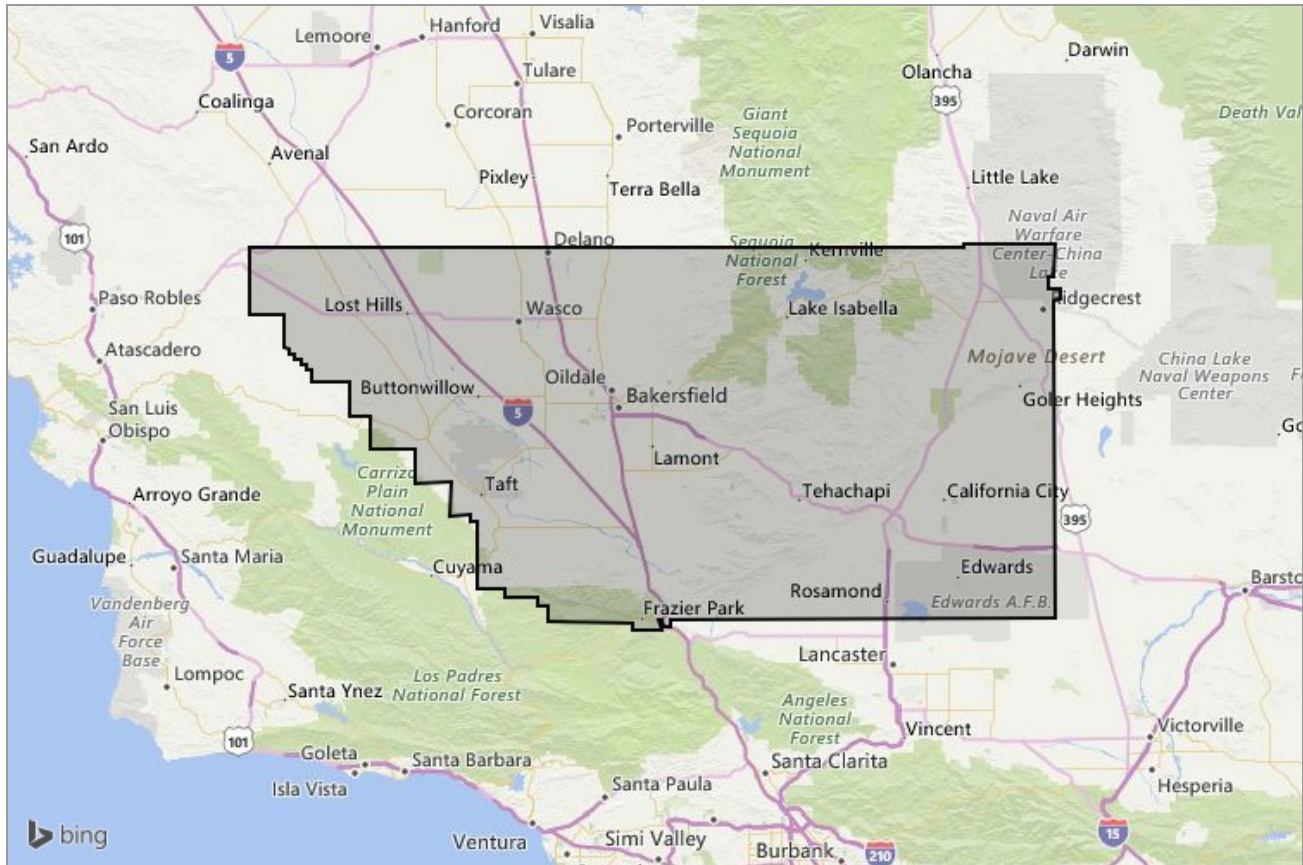 Visalia
Hanford
Lemoore
5
Tulare
Darwin
Olancha
395
Coalinga
Corcoran
Porterville
Giant
Sequoia
National
Monument
Death Val
San Ardo
Avenal
Pixley
Terra Bella
Little Lake
Naval Air
Warfare
Center-China
Lake
101
Delano
Sequoia
National
Forest
Kernville
Paso Robles
Lost Hills
Wasco
Lake Isabella
Ridgecrest
Atascadero
Mojave Desert
China Lake
Naval Weapons
Center
Buttonwillow
Oildale
Bakersfield
5
Goler Heights
San Luis
Obispo
Go
Lamont
Carrizo
Plain
National
Monument
Taft
Tehachapi
California City
Arroyo Grande
395
Guadalupe
Santa Maria
Cuyama
Edwards
Barsto
Rosamond
Edwards A.F.B.
Vandenberg
Air
Force
Base
Frazier Park
Lancaster
Lompoc
Santa Ynez
Los Padres
National Forest
Angeles
National
Forest
Vincent
Victorville
101
Goleta
Santa Barbara
Santa Clarita
Isla Vista
Santa Paula
Hesperia
bing
Ventura
Simi Valley
Burbank
210
15